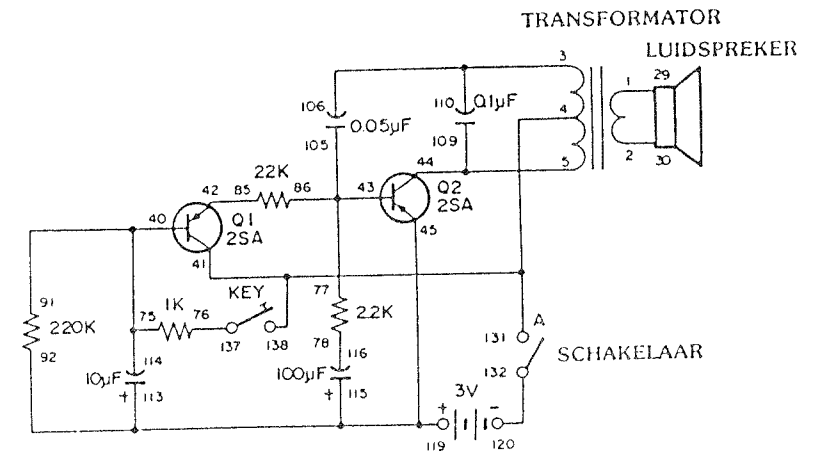 TRANSFORMATOR
LUIDSPREKER
3
1
29
106
110
0.1µF
4
0.05µF
105
109
2
30
44
5
22K
42
85
86
43
Q2
2SA
40
Q1
2SA
45
41
KEY
77
91
1K
220K
75
76
2.2K
A
131
92
137
138
78
SCHAKELAAR
114
116
132
10µF
100µF
3V
+
113
+
115
+
-
119
120